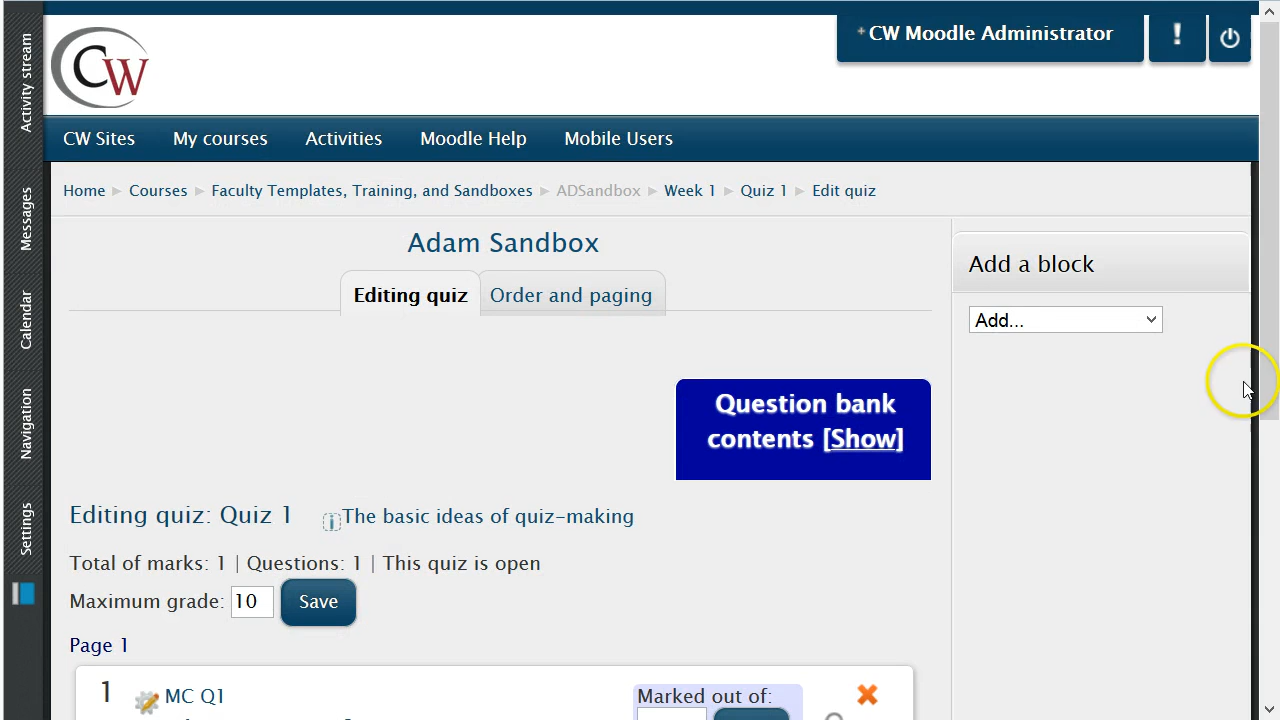 CW
CW Moodle Administrator
!
CW Sites My courses Activities Moodle Help Mobile Users
Home Courses Faculty Templates, Training, and Sandboxes ADSandbox Week 1 Quiz 1 Edit quiz
Activity stream
Messages
Calendar
Navigation
Settings
Adam Sandbox
Editing quiz Order and paging
Question bank
contents [Show]
Editing quiz: Quiz 1 The basic ideas of quiz-making
Total of marks: 1 | Questions: 1 | This quiz is open
Maximum grade: 10 Save
Page 1
1 MC Q1 Marked out of:
Add a block
Add...